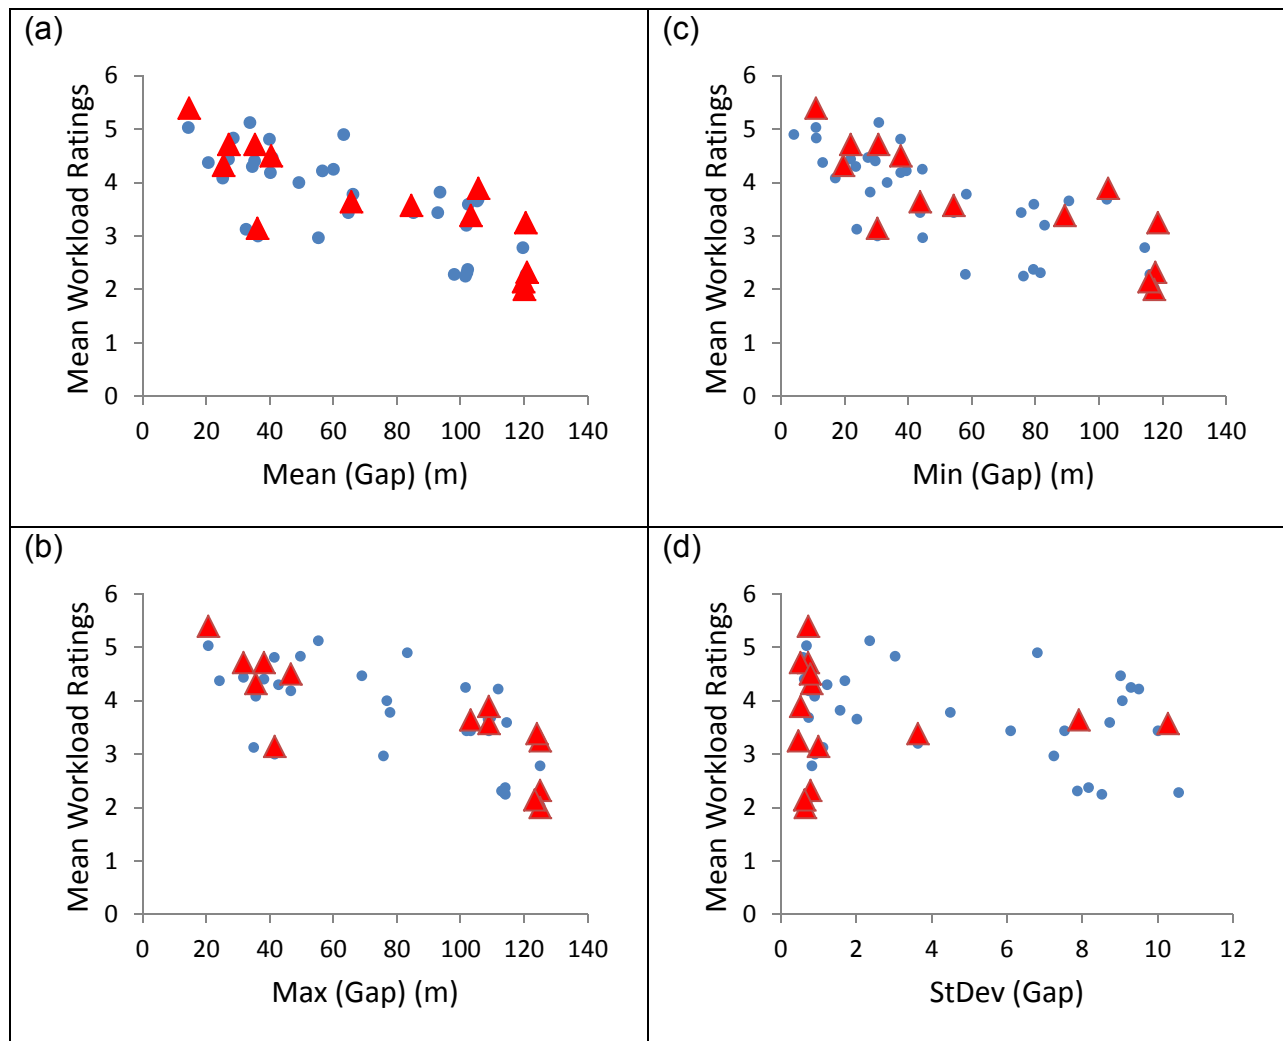 (a)
Mean Workload Ratings
6
5
4
3
2
1
0
0 20 40 60 80 100 120 140
Mean (Gap) (m)
(c)
Mean Workload Ratings
6
5
4
3
2
1
0
0 20 40 60 80 100 120 140
Min (Gap) (m)
(b)
Mean Workload Ratings
6
5
4
3
2
1
0
0 20 40 60 80 100 120 140
Max (Gap) (m)
(d)
Mean Workload Ratings
6
5
4
3
2
1
0
0 2 4 6 8 10 12
StDev (Gap)